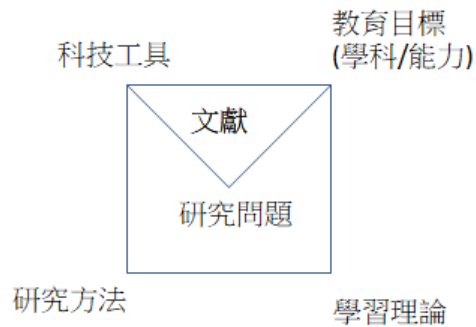 教育目標
(學科/能力)
科技工具
文獻
研究問題
研究方法
學習理論